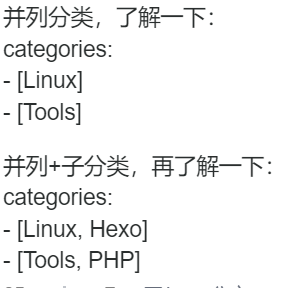 并列分类，了解一下：
categories:
- [Linux]
- [Tools]
并列+子分类，再了解一下：
categories:
- [Linux, Hexo]
- [Tools, PHP]